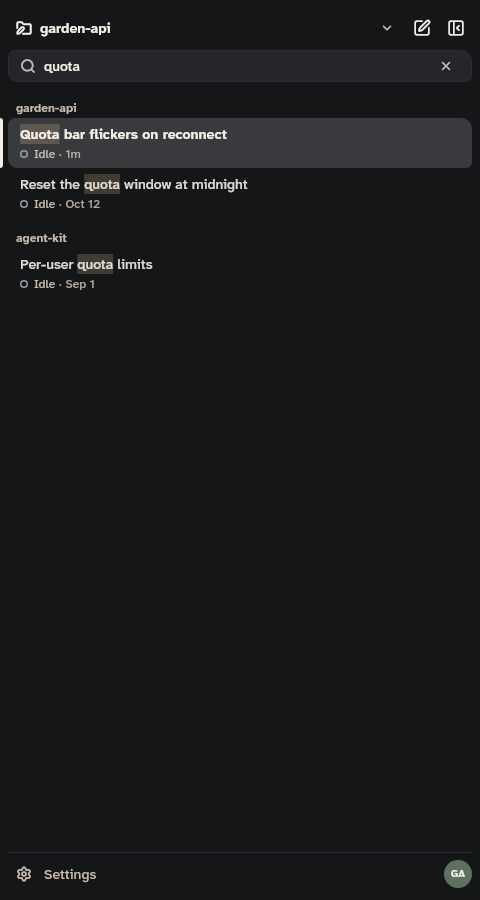 garden-api
quota
garden-api
Quota bar flickers on reconnect
Idle · 1m
Reset the quota window at midnight
Idle · Oct 12
agent-kit
Per-user quota limits
Idle · Sep 1
Settings
GA